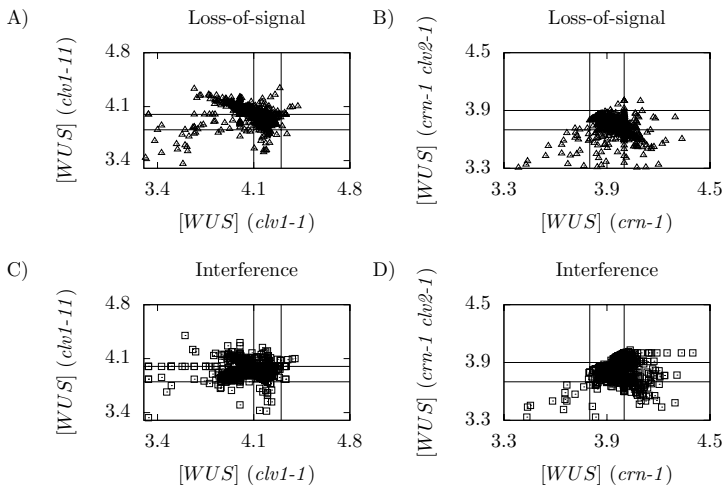 A)
Loss-of-signal
[WUS] (clv1-11)
4.8
4.1
3.4
3.4
4.1
4.8
[WUS] (clv1-1)
B)
Loss-of-signal
[WUS] (crn-1 clv2-1)
4.5
3.9
3.3
3.3
3.9
4.5
[WUS] (crn-1)
C)
Interference
[WUS] (clv1-11)
4.8
4.1
3.4
3.4
4.1
4.8
[WUS] (clv1-1)
D)
Interference
[WUS] (crn-1 clv2-1)
4.5
3.9
3.3
3.3
3.9
4.5
[WUS] (crn-1)